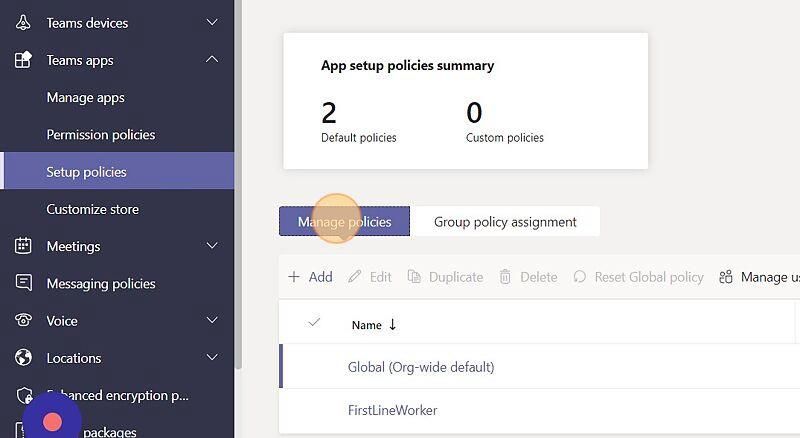 Teams devices
Teams apps
Manage apps
Permission policies
Setup policies
Customize store
Meetings
Messaging policies
Voice
Locations
Enhanced encryption p...
packages
App setup policies summary
2 0
Default policies Custom policies
Manage policies Group policy assignment
+ Add Edit Duplicate Delete Reset Global policy Manage us
Name ↓
Global (Org-wide default)
FirstLineWorker